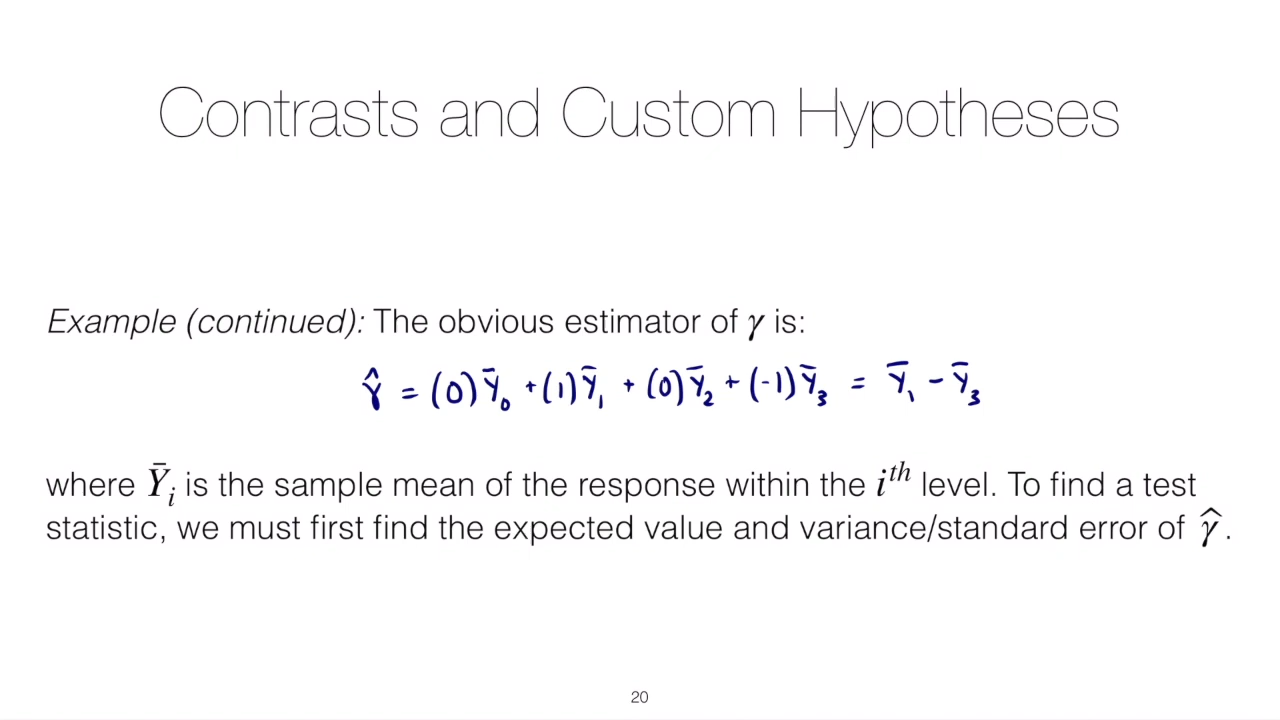 Contrasts and Custom Hypotheses
Example (continued): The obvious estimator of γ is:
γ̂ = (0)Ȳ₀ + (1)Ȳ₁ + (0)Ȳ₂ + (-1)Ȳ₃ = Ȳ₁ - Ȳ₃
where Ȳᵢ is the sample mean of the response within the iᵗʰ level. To find a test
statistic, we must first find the expected value and variance/standard error of γ̂ .
20